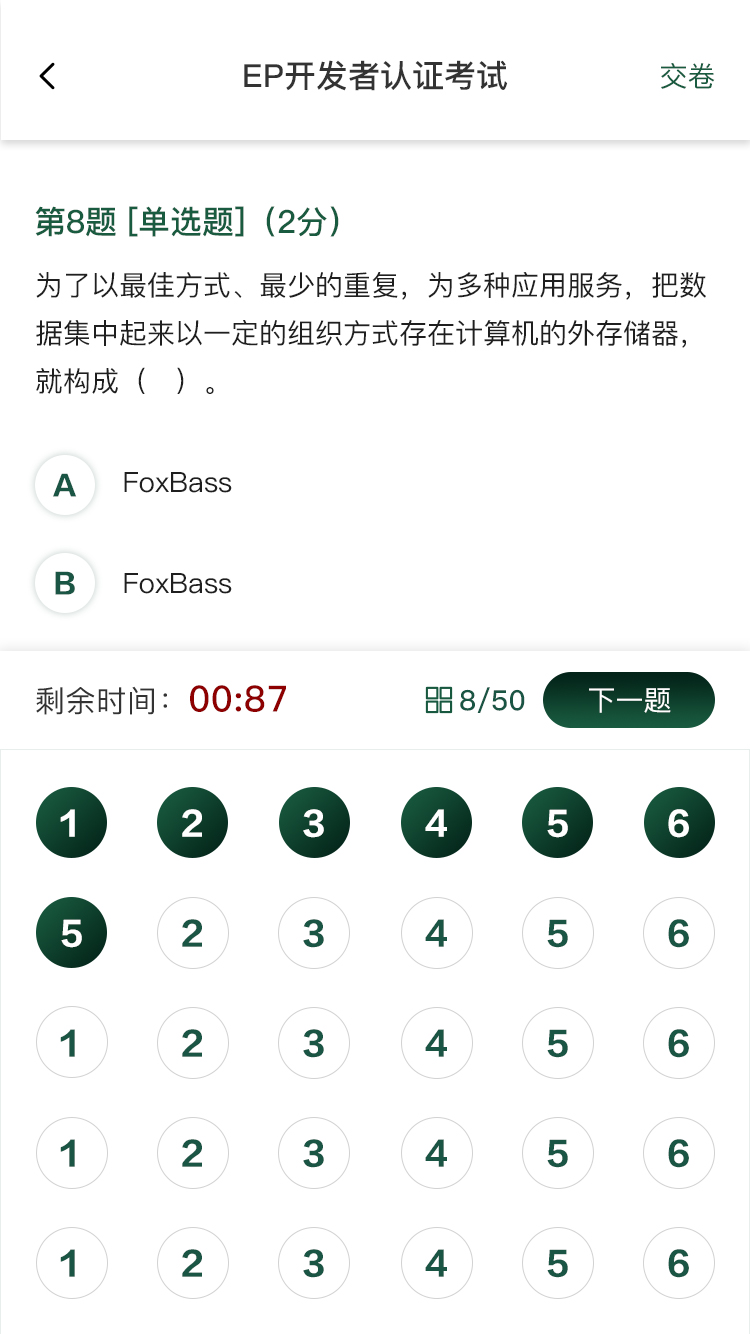 EP开发者认证考试 交卷
第8题 [单选题]（2分）
为了以最佳方式、最少的重复，为多种应用服务，把数
据集中起来以一定的组织方式存在计算机的外存储器，
就构成（ ）。
A FoxBass
B FoxBass
剩余时间：00:87 8/50 下一题
1 2 3 4 5 6
5 2 3 4 5 6
1 2 3 4 5 6
1 2 3 4 5 6
1 2 3 4 5 6